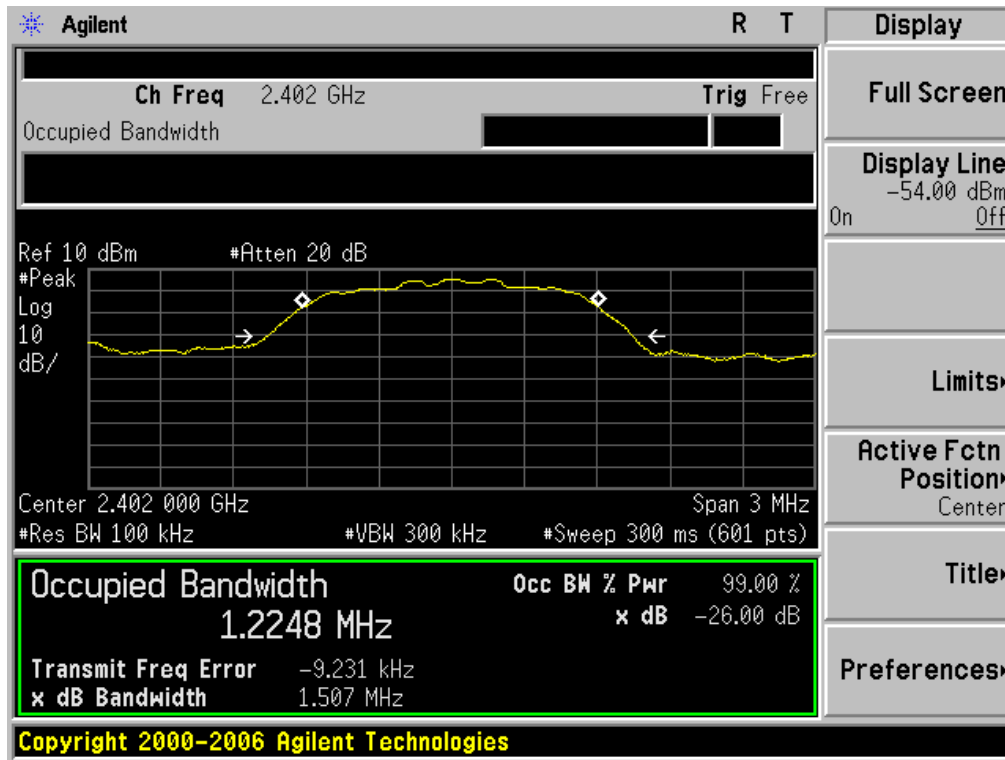 Agilent R T Display
Ch Freq 2.402 GHz Trig Free
Occupied Bandwidth
Full Screen
Display Line
-54.00 dBm
On Off
Ref 10 dBm #Atten 20 dB
#Peak
Log
10
dB/
Limits
Active Fctn
Position
Center
Center 2.402 000 GHz Span 3 MHz
#Res BW 100 kHz #VBW 300 kHz #Sweep 300 ms (601 pts)
Occupied Bandwidth Occ BW % Pwr 99.00 %
1.2248 MHz x dB -26.00 dB
Transmit Freq Error -9.231 kHz
x dB Bandwidth 1.507 MHz
Title
Preferences
Copyright 2000-2006 Agilent Technologies